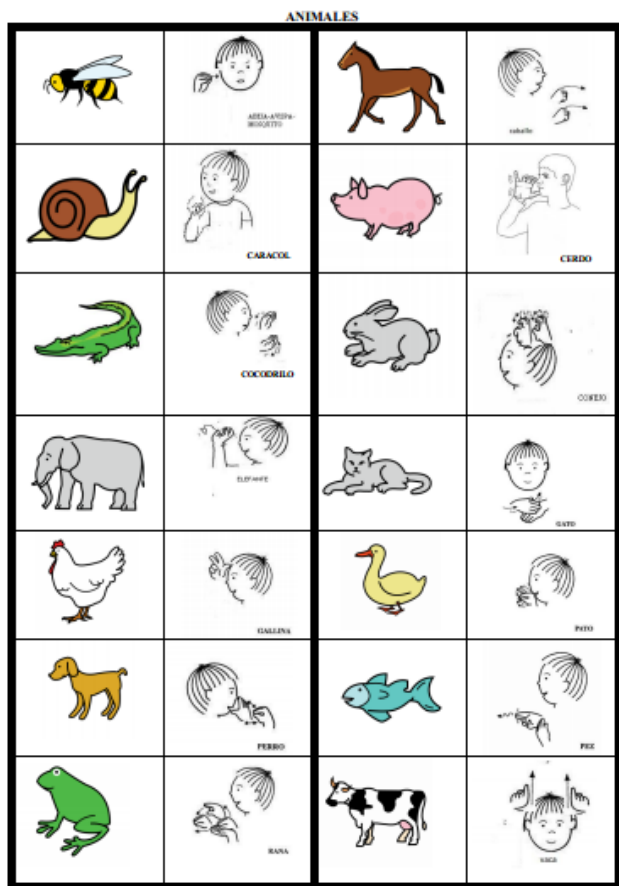 ANIMALES
ABEJA-AVISPA-
MOSQUITO
caballo
CARACOL
CERDO
COCODRILO
CONEJO
ELEFANTE
GATO
GALLINA
PATO
PERRO
PEZ
RANA
VACA